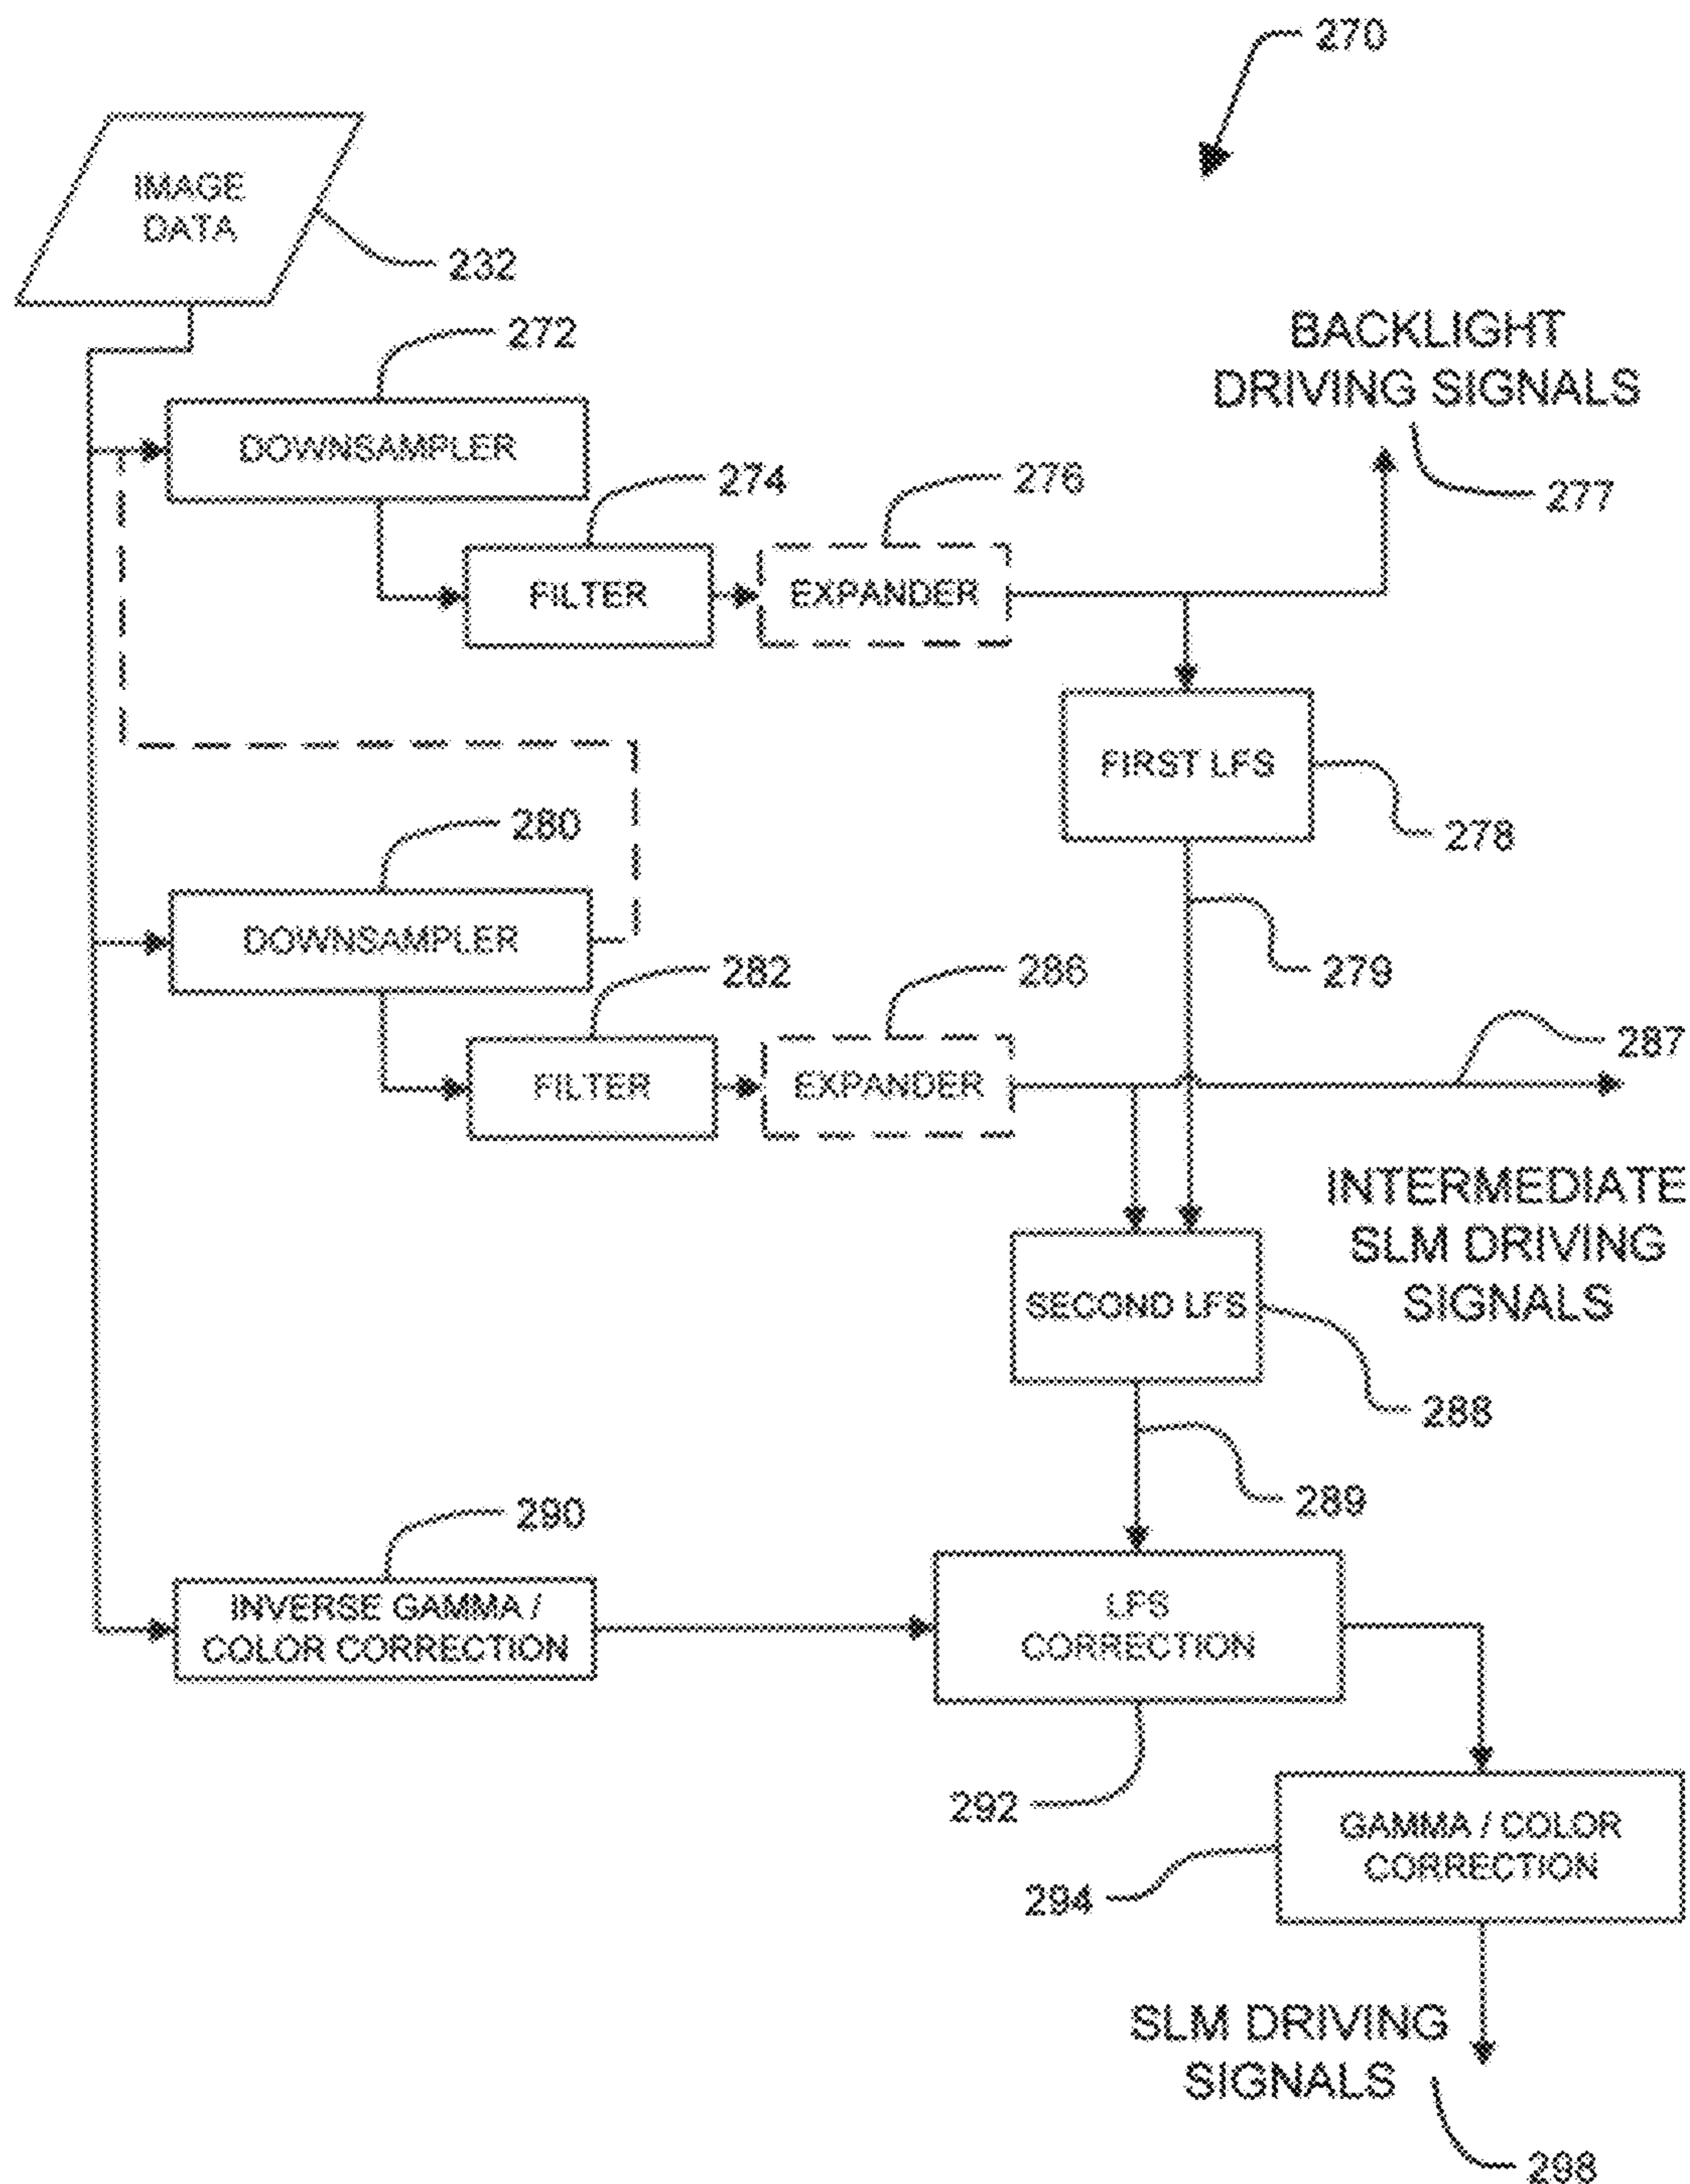 270
IMAGE
DATA
232
272
BACKLIGHT
DRIVING SIGNALS
DOWNSAMPLER
274
276
277
FILTER
EXPANDER
FIRST LFS
280
278
DOWNSAMPLER
282
286
279
287
FILTER
EXPANDER
INTERMEDIATE
SLM DRIVING
SIGNALS
SECOND LFS
288
289
290
INVERSE GAMMA /
COLOR CORRECTION
LFS
CORRECTION
292
GAMMA / COLOR
CORRECTION
294
SLM DRIVING
SIGNALS
298